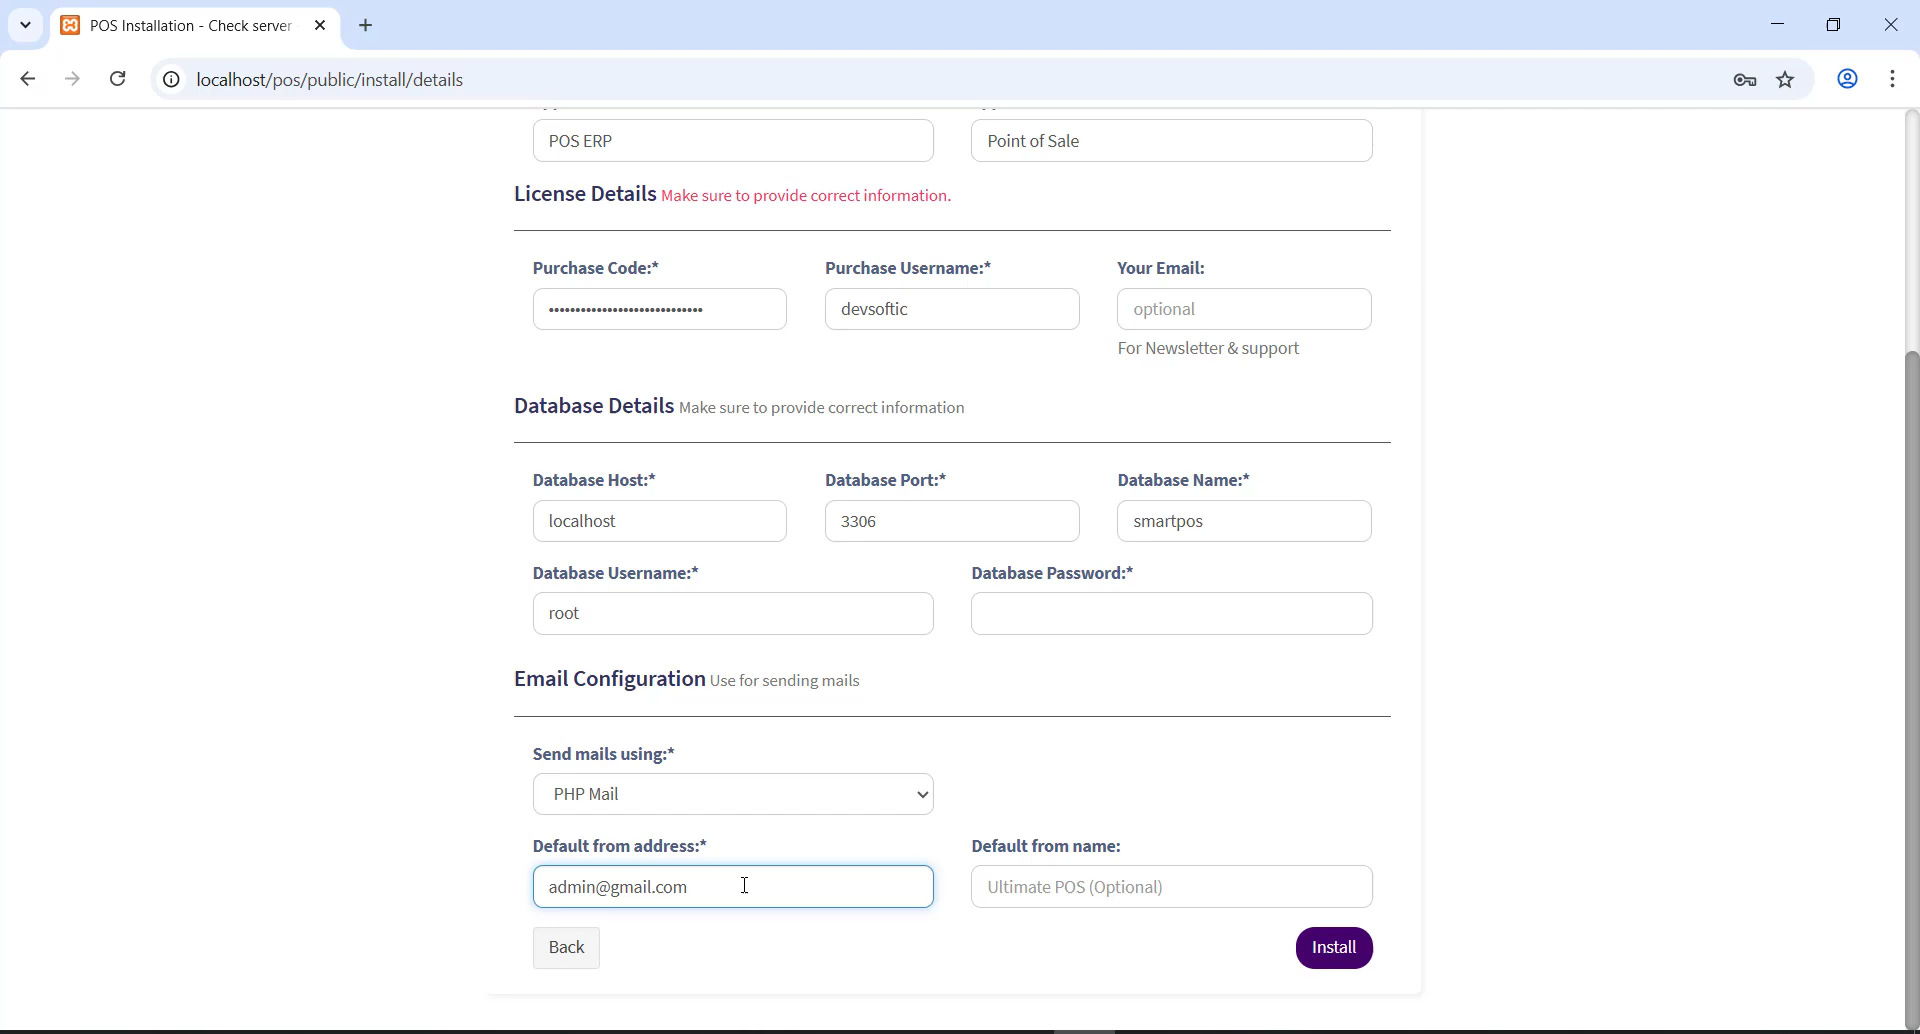 POS Installation - Check server
localhost/pos/public/install/details
POS ERP
Point of Sale
License Details Make sure to provide correct information.
Purchase Code:*
Purchase Username:*
Your Email:
•••••••••••••••••••••••••••••
devsoftic
optional
For Newsletter & support
Database Details Make sure to provide correct information
Database Host:*
Database Port:*
Database Name:*
localhost
3306
smartpos
Database Username:*
Database Password:*
root
Email Configuration Use for sending mails
Send mails using:*
PHP Mail
Default from address:*
Default from name:
admin@gmail.com
Ultimate POS (Optional)
Back
Install